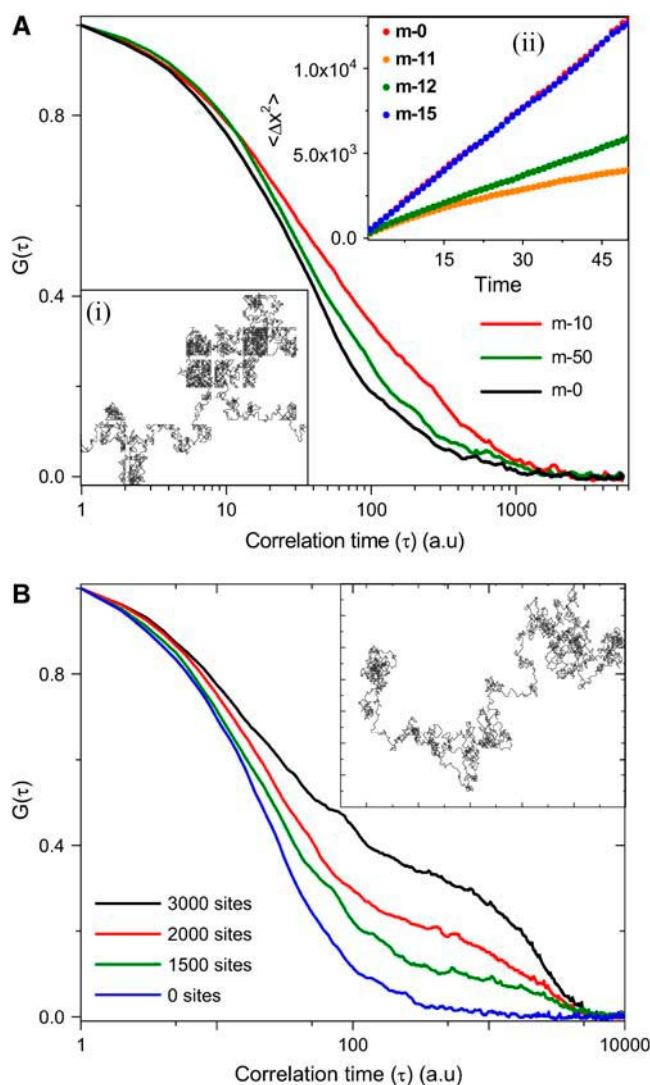 A
(ii)
m-0
m-11
m-12
m-15
<Δx²>
1.0x10⁴
5.0x10³
0.0
15 30 45
Time
0.8
0.4
0.0
G(τ)
(i)
m-10
m-50
m-0
1 10 100 1000
Correlation time (τ) (a.u)
B
0.8
0.4
0.0
G(τ)
3000 sites
2000 sites
1500 sites
0 sites
1 100 10000
Correlation time (τ) (a.u)